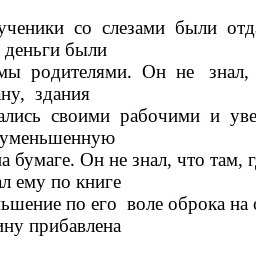 ученики со слезами были отд
деньги были
мы родителями. Он не знал,
ну, здания
ались своими рабочими и уве
уменьшенную
а бумаге. Он не знал, что там, г
л ему по книге
ьшение по его воле оброка на
ину прибавлена